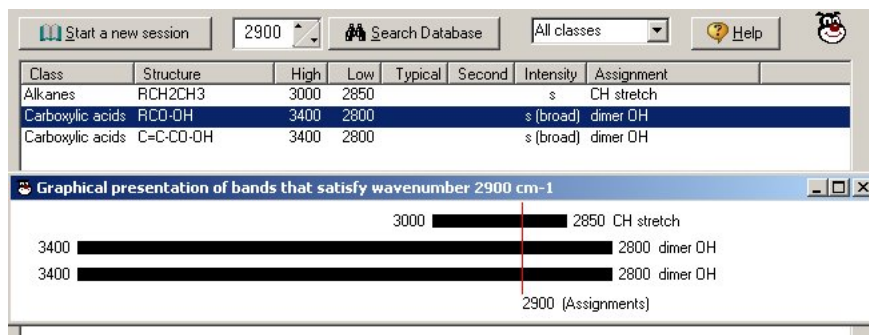 Start a new session 2900 Search Database All classes Help
Class Structure High Low Typical Second Intensity Assignment
Alkanes RCH2CH3 3000 2850 s CH stretch
Carboxylic acids RCO-OH 3400 2800 s (broad) dimer OH
Carboxylic acids C=C-CO-OH 3400 2800 s (broad) dimer OH
Graphical presentation of bands that satisfy wavenumber 2900 cm-1
3000 2850 CH stretch
3400 2800 dimer OH
3400 2800 dimer OH
2900 (Assignments)